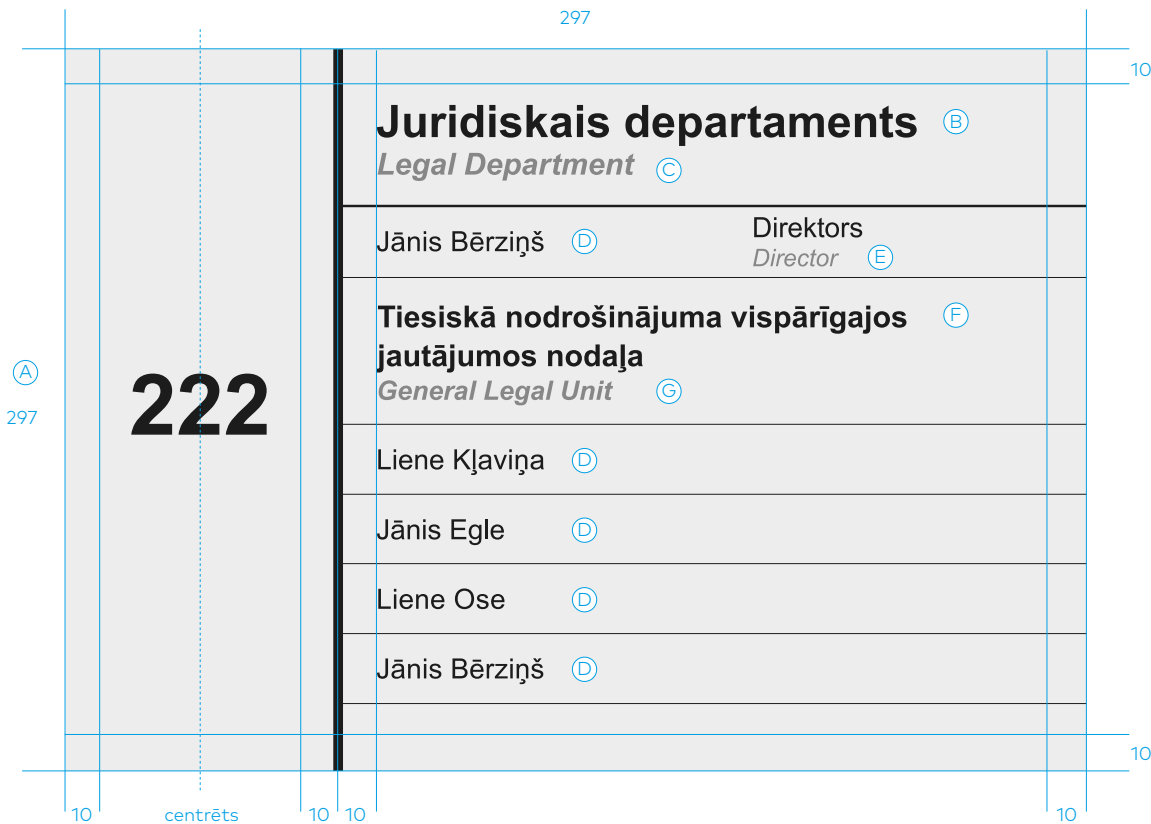 297
10
Juridiskais departaments B
Legal Department C
Jānis Bērziņš D
Direktors
Director E
Tiesiskā nodrošinājuma vispārīgajos F
jautājumos nodaļa
General Legal Unit G
A
297
222
Liene Kļaviņa D
Jānis Egle D
Liene Ose D
Jānis Bērziņš D
10
10 centrēts 10 10 10